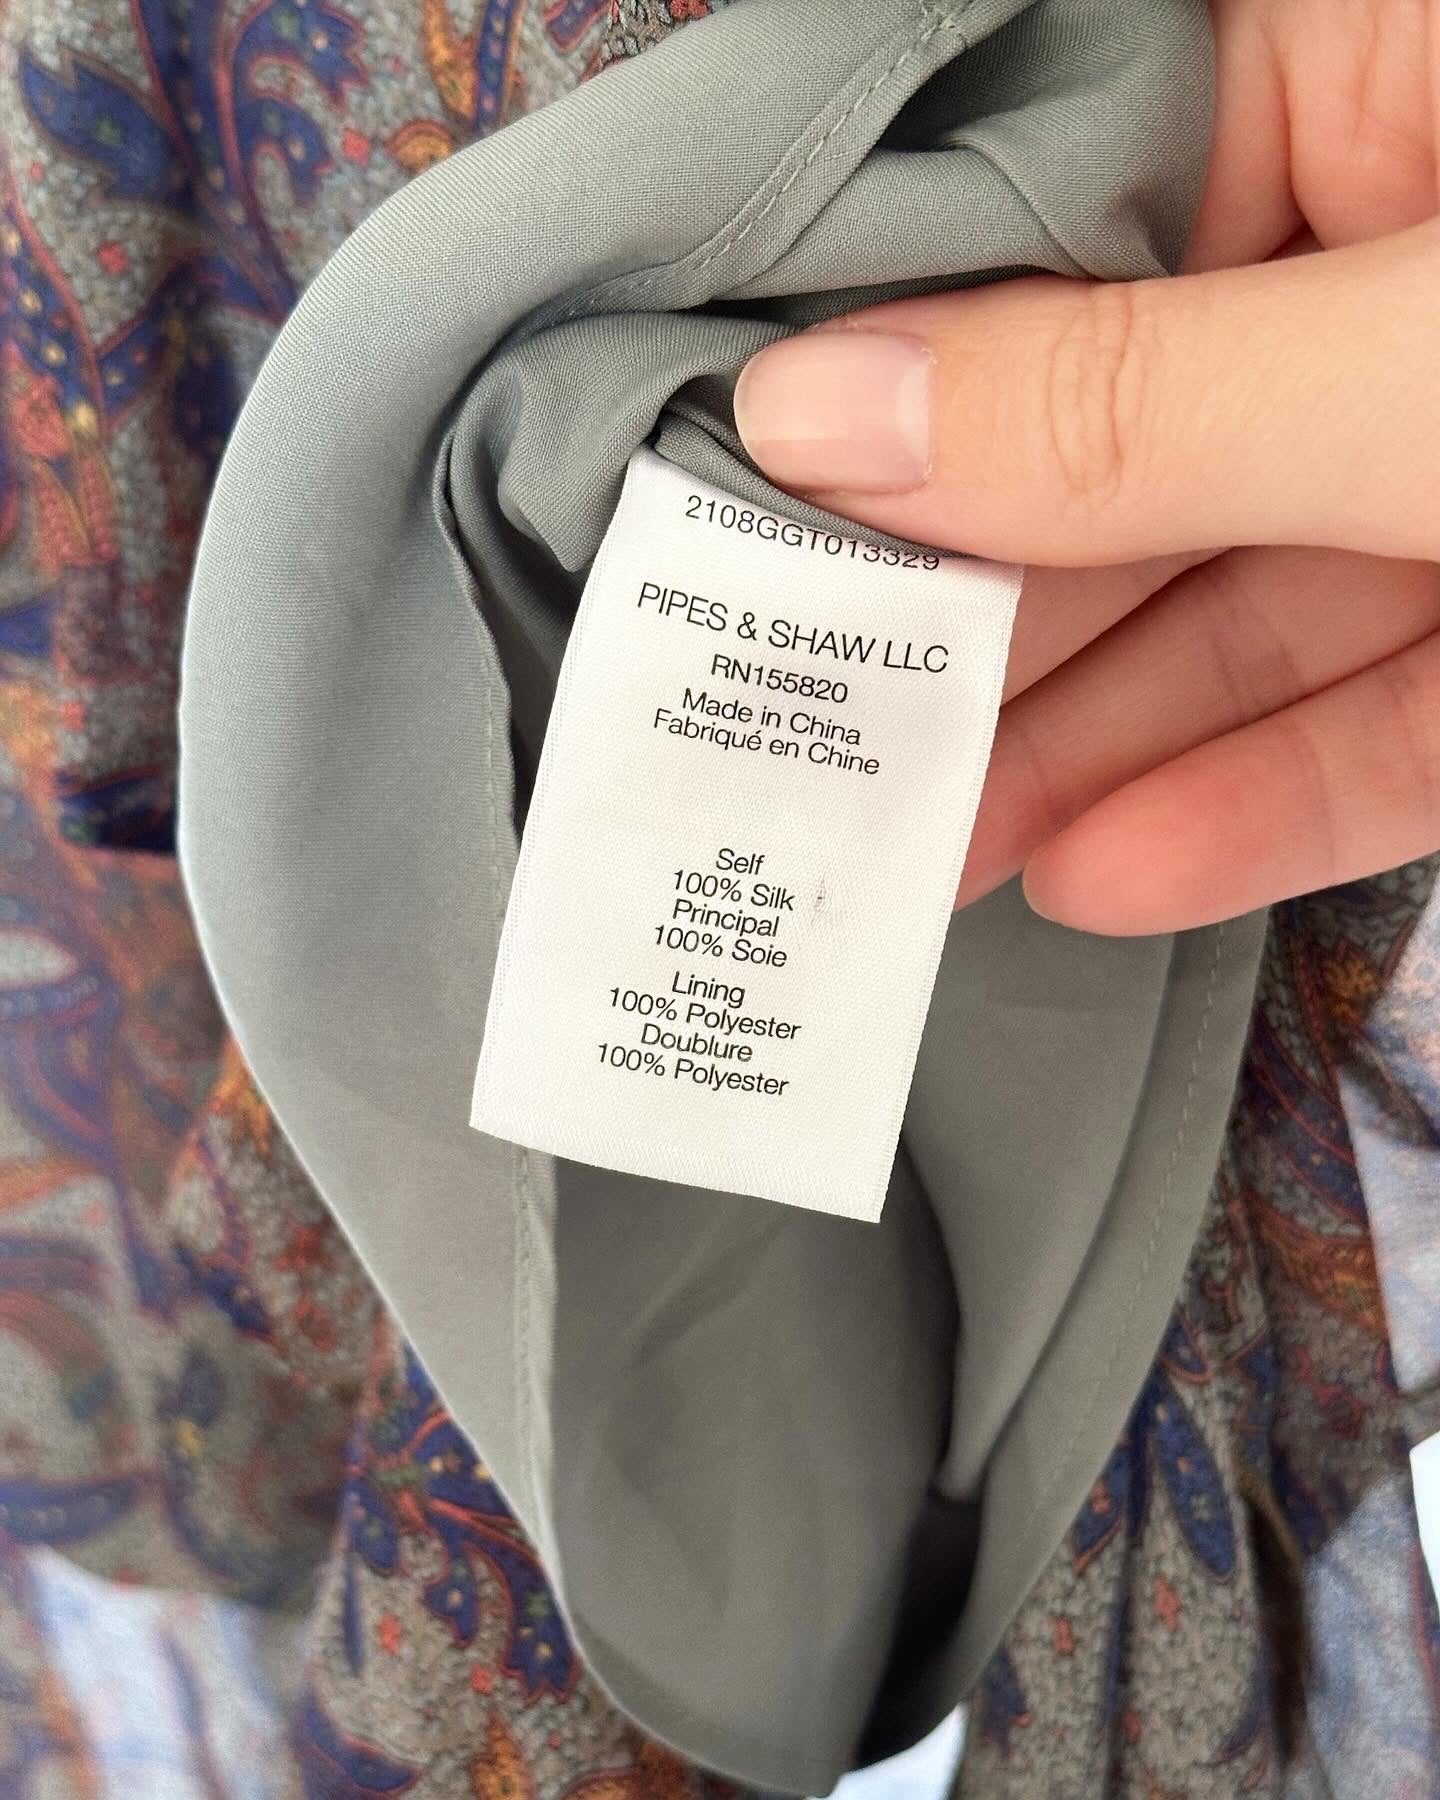 2108GGT013329
PIPES & SHAW LLC
RN155820
Made in China
Fabriqué en Chine
Self
100% Silk
Principal
100% Soie
Lining
100% Polyester
Doublure
100% Polyester